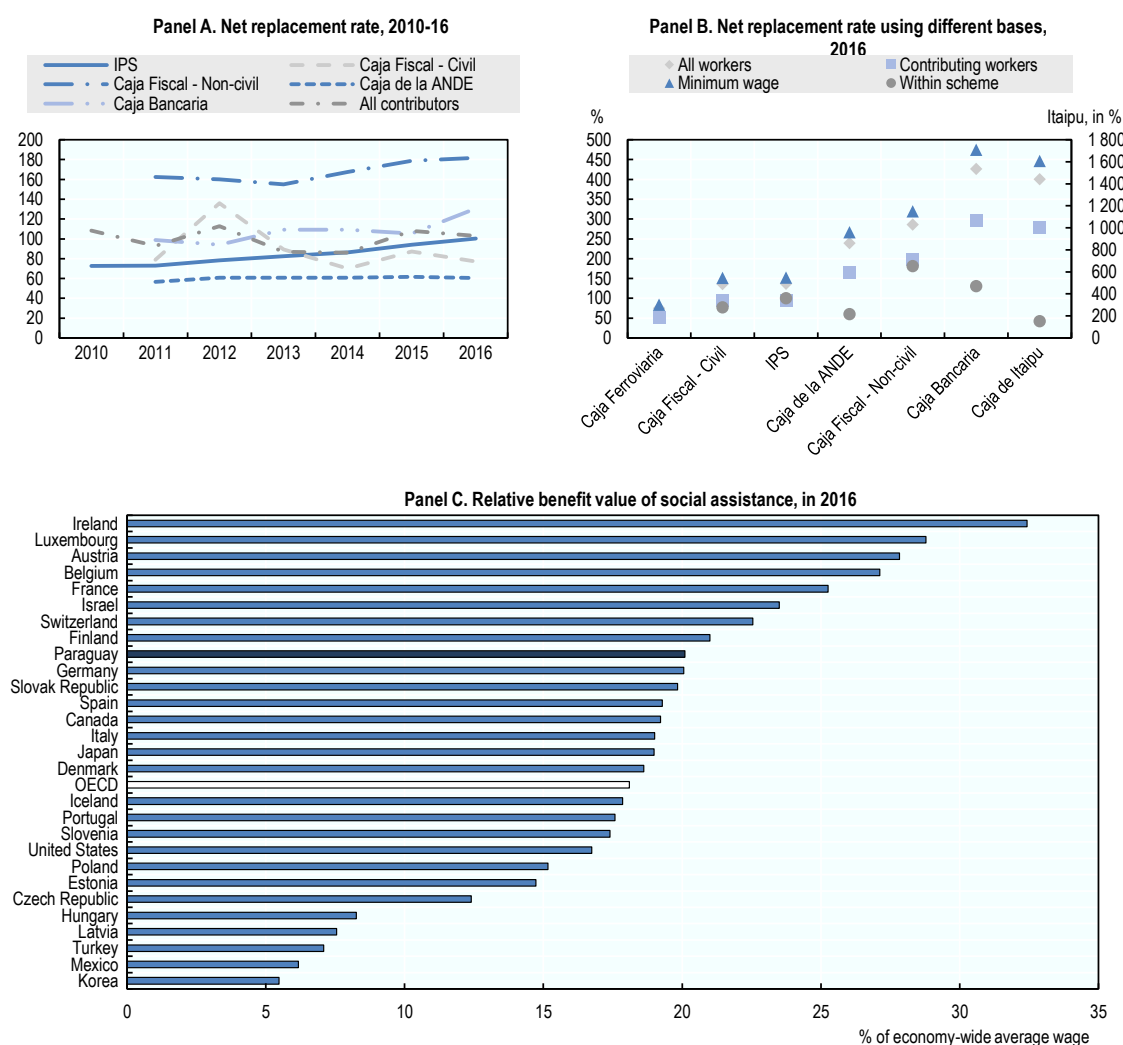 Panel A. Net replacement rate, 2010-16
IPS
Caja Fiscal - Civil
Caja Fiscal - Non-civil
Caja de la ANDE
Caja Bancaria
All contributors
200
180
160
140
120
100
80
60
40
20
0
2010 2011 2012 2013 2014 2015 2016
Panel B. Net replacement rate using different bases,
2016
All workers
Contributing workers
Minimum wage
Within scheme
%
Itaipu, in %
500
450
400
350
300
250
200
150
100
50
0
1 800
1 600
1 400
1 200
1 000
800
600
400
200
0
Caja Ferroviaria
Caja Fiscal - Civil
IPS
Caja de la ANDE
Caja Fiscal - Non-civil
Caja Bancaria
Caja de Itaipu
Panel C. Relative benefit value of social assistance, in 2016
Ireland
Luxembourg
Austria
Belgium
France
Israel
Switzerland
Finland
Paraguay
Germany
Slovak Republic
Spain
Canada
Italy
Japan
Denmark
OECD
Iceland
Portugal
Slovenia
United States
Poland
Estonia
Czech Republic
Hungary
Latvia
Turkey
Mexico
Korea
0 5 10 15 20 25 30 35
% of economy-wide average wage